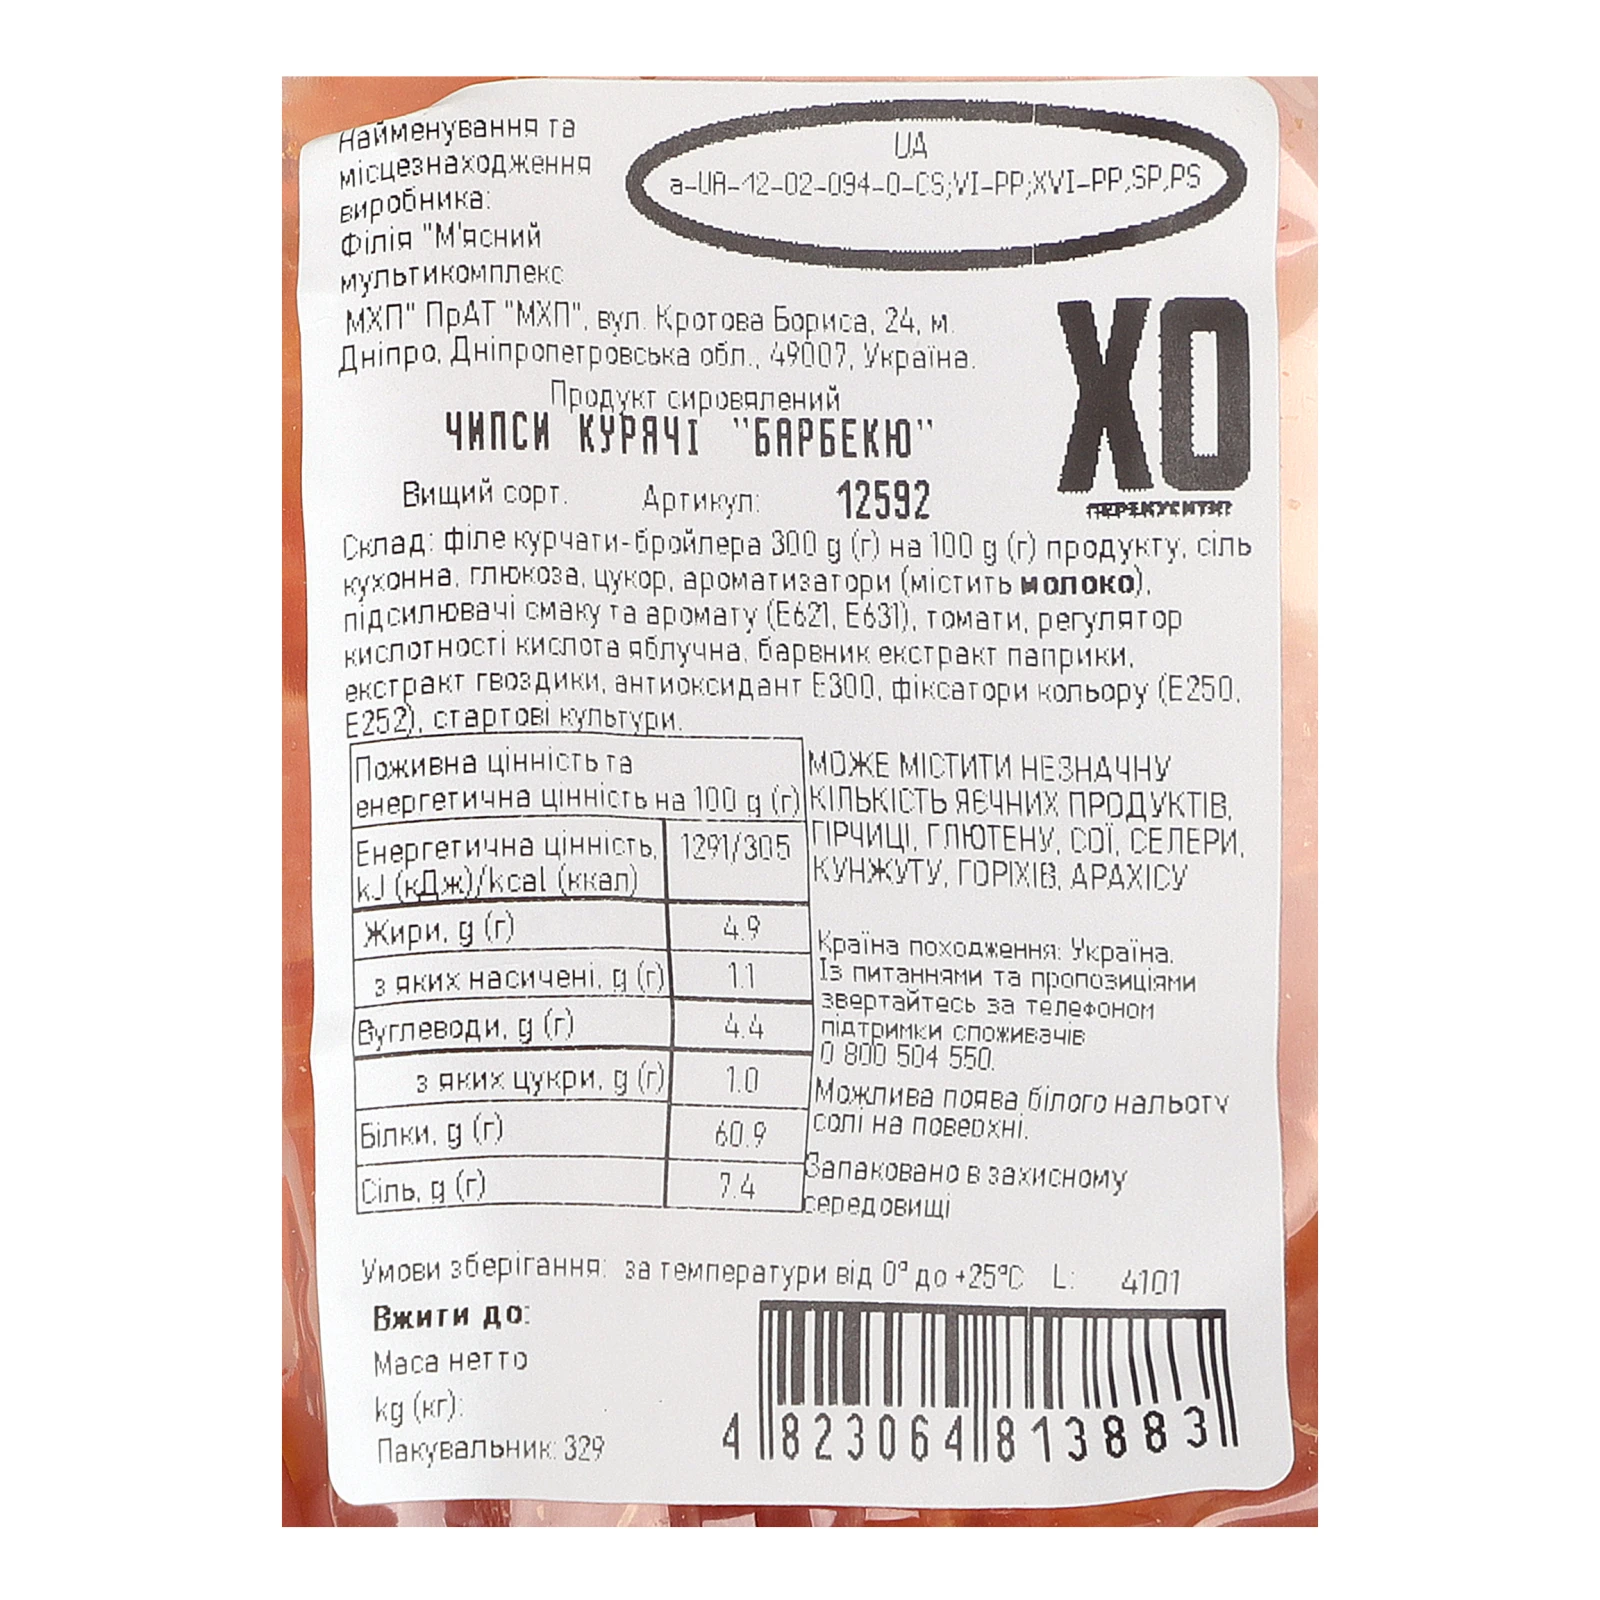 Найменування та
місцезнаходження
виробника:
Філія "М'ясний
мультикомплекс
МХП" ПрАТ "МХП", вул. Кротова Бориса, 24, м.
Дніпро, Дніпропетровська обл., 49007, Україна.
UA
a-UA-12-02-094-0-CS;VI-PP;XVI-PP,SP,PS
ХО
ПЕРЕКУСИТИ?
Продукт сиров'ялений
ЧИПСИ КУРЯЧІ "БАРБЕКЮ"
Вищий сорт. Артикул: 12592
Склад: філе курчати-бройлера 300 g (г) на 100 g (г) продукту, сіль
кухонна, глюкоза, цукор, ароматизатори (містить молоко),
підсилювачі смаку та аромату (Е621, Е631), томати, регулятор
кислотності кислота яблучна, барвник екстракт паприки,
екстракт гвоздики, антиоксидант Е300, фіксатори кольору (Е250,
Е252), стартові культури.
Поживна цінність та
енергетична цінність на 100 g (г)
Енергетична цінність, 1291/305
kJ (кДж)/kcal (ккал)
Жири, g (г) 4.9
з яких насичені, g (г) 1.1
Вуглеводи, g (г) 4.4
з яких цукри, g (г) 1.0
Білки, g (г) 60.9
Сіль, g (г) 7.4
МОЖЕ МІСТИТИ НЕЗНАЧНУ
КІЛЬКІСТЬ ЯЄЧНИХ ПРОДУКТІВ,
ГІРЧИЦІ, ГЛЮТЕНУ, СОЇ, СЕЛЕРИ,
КУНЖУТУ, ГОРІХІВ, АРАХІСУ
Країна походження: Україна.
Із питаннями та пропозиціями
звертайтесь за телефоном
підтримки споживачів
0 800 504 550.
Можлива поява білого нальоту
солі на поверхні.
Запаковано в захисному
середовищі
Умови зберігання: за температури від 0° до +25°С L: 4101
Вжити до:
Маса нетто
kg (кг):
Пакувальник: 329
4 823064 813883